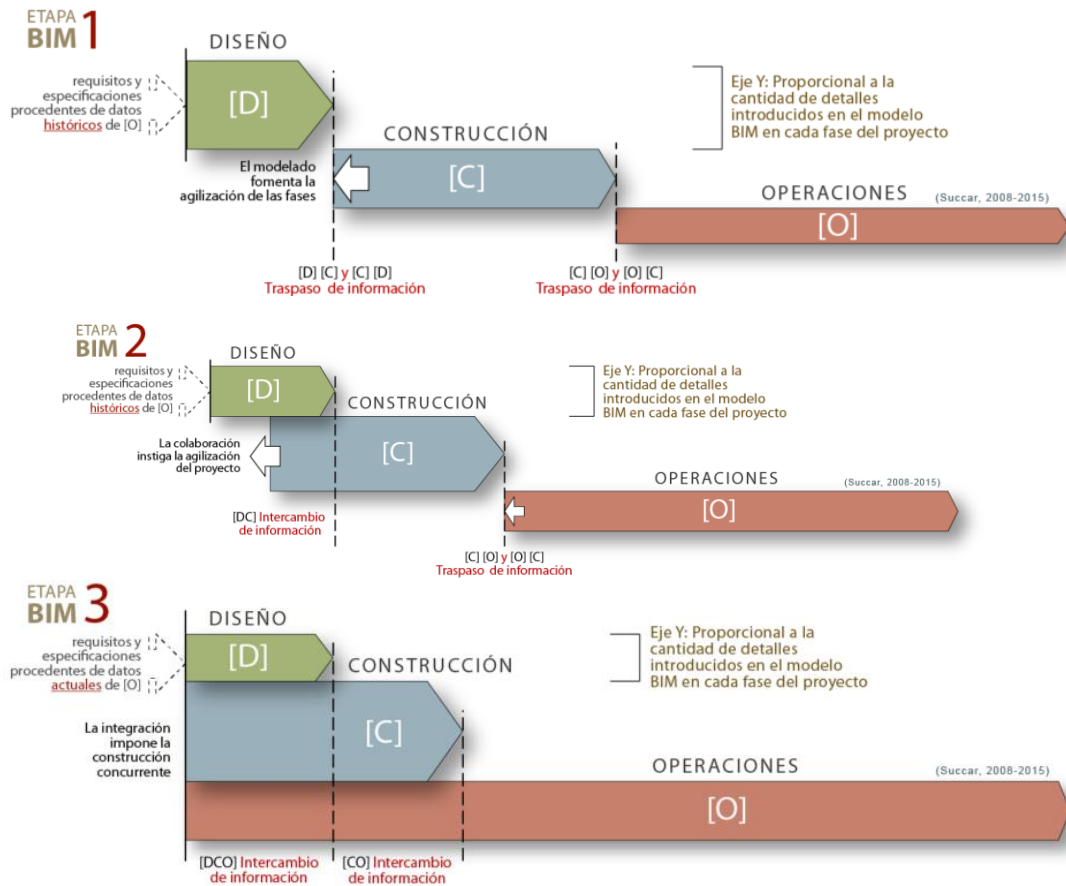 ETAPA
BIM 1
DISEÑO
requisitos y
especificaciones
procedentes de datos
históricos de [O]
[D]
Eje Y: Proporcional a la
cantidad de detalles
introducidos en el modelo
BIM en cada fase del proyecto
CONSTRUCCIÓN
El modelado
fomenta la
agilización de las fases
[C]
OPERACIONES
(Succar, 2008-2015)
[O]
[D] [C] y [C] [D]
Traspaso de información
[C] [O] y [O] [C]
Traspaso de información
ETAPA
BIM 2
DISEÑO
requisitos y
especificaciones
procedentes de datos
históricos de [O]
[D]
Eje Y: Proporcional a la
cantidad de detalles
introducidos en el modelo
BIM en cada fase del proyecto
CONSTRUCCIÓN
La colaboración
instiga la agilización
del proyecto
[C]
OPERACIONES
(Succar, 2008-2015)
[O]
[DC] Intercambio
de información
[C] [O] y [O] [C]
Traspaso de información
ETAPA
BIM 3
DISEÑO
requisitos y
especificaciones
procedentes de datos
actuales de [O]
[D]
Eje Y: Proporcional a la
cantidad de detalles
introducidos en el modelo
BIM en cada fase del proyecto
CONSTRUCCIÓN
La integración
impone la
construcción
concurrente
[C]
OPERACIONES
(Succar, 2008-2015)
[O]
[DCO] Intercambio
de información
[CO] Intercambio
de información